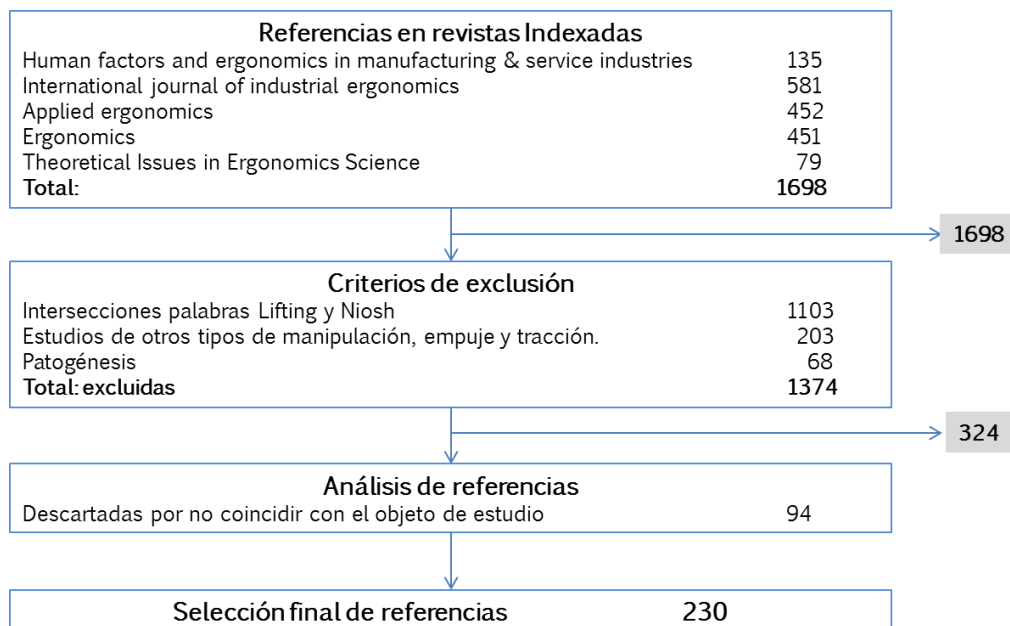 Referencias en revistas Indexadas
Human factors and ergonomics in manufacturing & service industries 135
International journal of industrial ergonomics 581
Applied ergonomics 452
Ergonomics 451
Theoretical Issues in Ergonomics Science 79
Total: 1698
1698
Criterios de exclusión
Intersecciones palabras Lifting y Niosh 1103
Estudios de otros tipos de manipulación, empuje y tracción. 203
Patogénesis 68
Total: excluidas 1374
324
Análisis de referencias
Descartadas por no coincidir con el objeto de estudio 94
Selección final de referencias 230